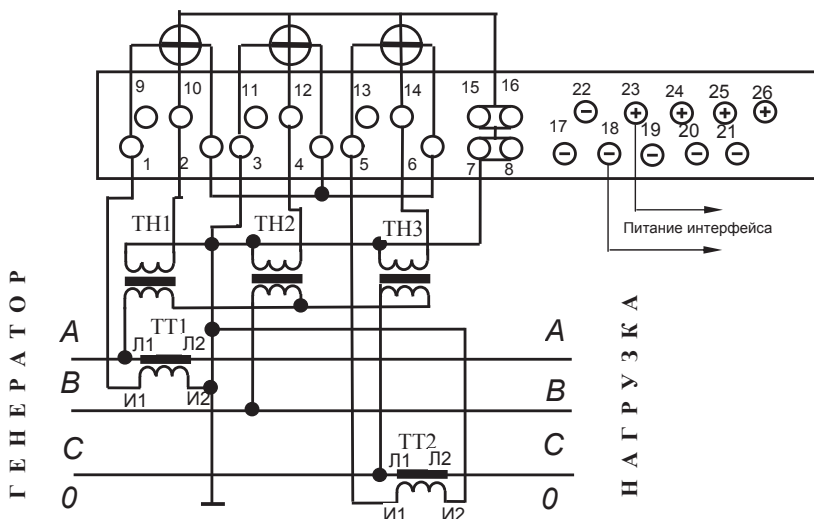 9 10 11 12 13 14 15 16 22 23 24 25 26
17 18 19 20 21
1 2 3 4 5 6 7 8
ТН1 ТН2 ТН3
Питание интерфейса
ГЕНЕРАТОР
НАГРУЗКА
ТТ1
A Л1 Л2 A
B И1 И2 B
ТТ2
C Л1 Л2 C
0 И1 И2 0